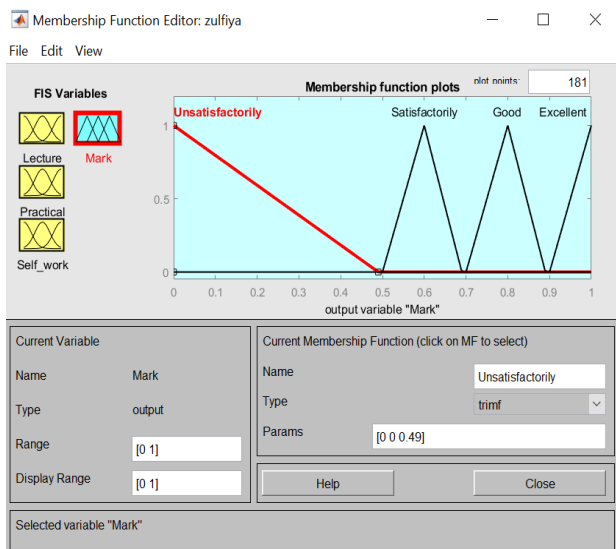 Membership Function Editor: zulfiya
File Edit View
FIS Variables
Membership function plots
plot points:
181
Lecture
Mark
Practical
Self_work
Unsatisfactorily
Satisfactorily
Good
Excellent
1
0.5
0
0 0.1 0.2 0.3 0.4 0.5 0.6 0.7 0.8 0.9 1
output variable "Mark"
Current Variable
Name Mark
Type output
Range [0 1]
Display Range [0 1]
Current Membership Function (click on MF to select)
Name Unsatisfactorily
Type trimf
Params [0 0 0.49]
Help
Close
Selected variable "Mark"